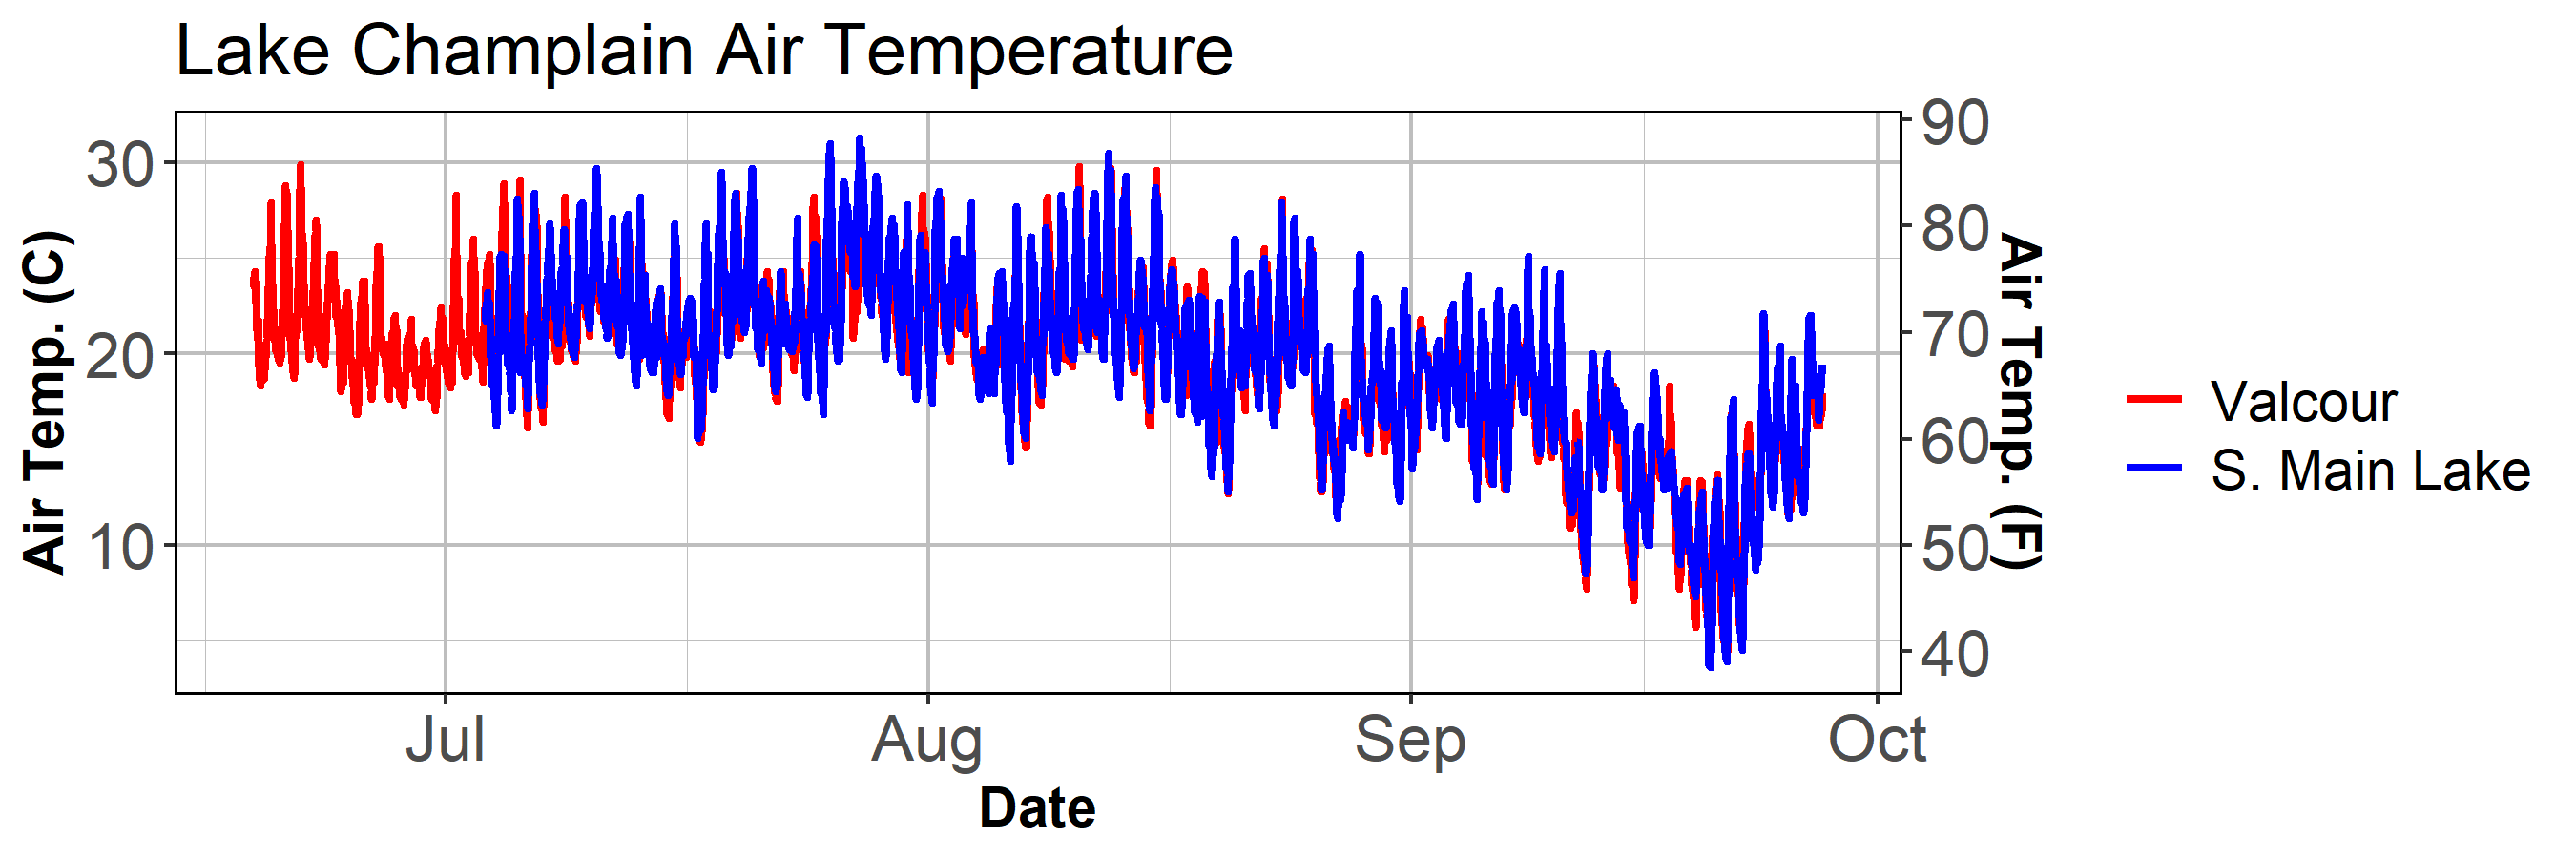 Lake Champlain Air Temperature
Air Temp. (C)
30
20
10
90
80
70
60
50
40
Air Temp. (F)
Jul
Aug
Sep
Oct
Date
Valcour
S. Main Lake